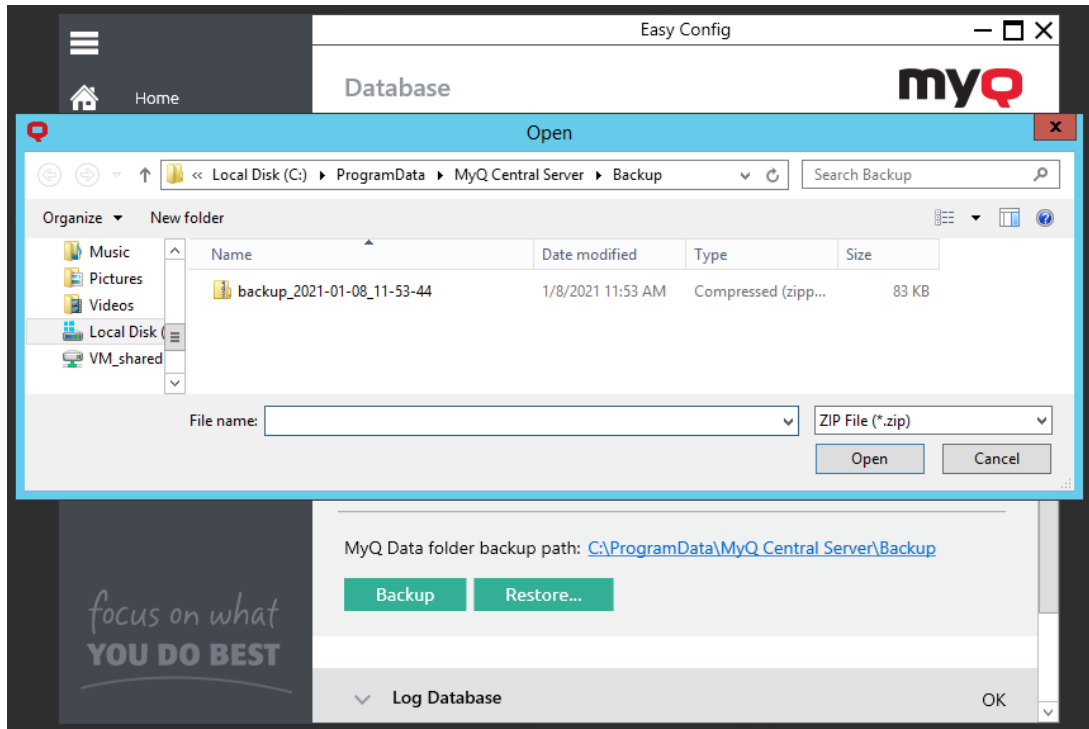 Easy Config
Home
Database
myQ
Open
« Local Disk (C:) ▸ ProgramData ▸ MyQ Central Server ▸ Backup
Search Backup
Organize New folder
Music
Pictures
Videos
Local Disk (
VM_shared
Name Date modified Type Size
backup_2021-01-08_11-53-44 1/8/2021 11:53 AM Compressed (zipp... 83 KB
File name: ZIP File (*.zip)
Open Cancel
MyQ Data folder backup path: C:\ProgramData\MyQ Central Server\Backup
Backup Restore...
focus on what
YOU DO BEST
Log Database OK